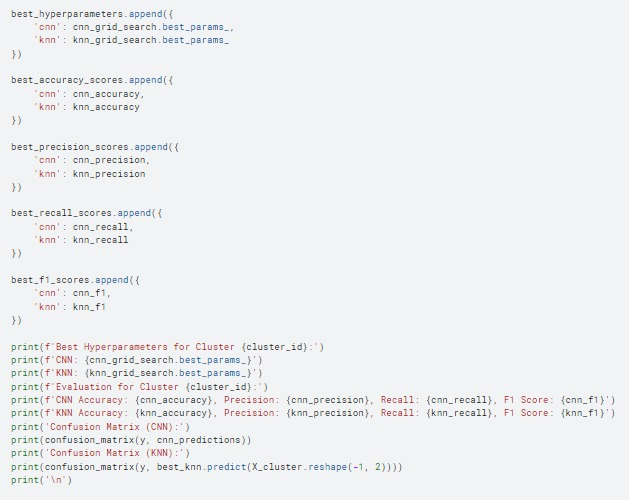 best_hyperparameters.append({
    'cnn': cnn_grid_search.best_params_,
    'knn': knn_grid_search.best_params_
})
best_accuracy_scores.append({
    'cnn': cnn_accuracy,
    'knn': knn_accuracy
})
best_precision_scores.append({
    'cnn': cnn_precision,
    'knn': knn_precision
})
best_recall_scores.append({
    'cnn': cnn_recall,
    'knn': knn_recall
})
best_f1_scores.append({
    'cnn': cnn_f1,
    'knn': knn_f1
})
print(f'Best Hyperparameters for Cluster {cluster_id}:')
print(f'CNN: {cnn_grid_search.best_params_}')
print(f'KNN: {knn_grid_search.best_params_}')
print(f'Evaluation for Cluster {cluster_id}:')
print(f'CNN Accuracy: {cnn_accuracy}, Precision: {cnn_precision}, Recall: {cnn_recall}, F1 Score: {cnn_f1}')
print(f'KNN Accuracy: {knn_accuracy}, Precision: {knn_precision}, Recall: {knn_recall}, F1 Score: {knn_f1}')
print('Confusion Matrix (CNN):')
print(confusion_matrix(y, cnn_predictions))
print('Confusion Matrix (KNN):')
print(confusion_matrix(y, best_knn.predict(X_cluster.reshape(-1, 2))))
print('\n')